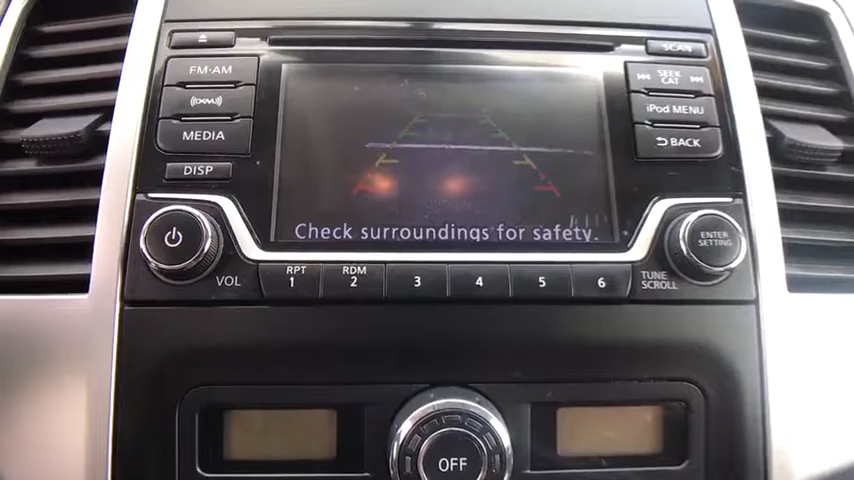 SCAN
FM·AM
SEEK
CAT
((XM))
iPod MENU
MEDIA
BACK
DISP
Check surroundings for safety.
ENTER
SETTING
VOL
RPT
1
RDM
2
3
4
5
6
TUNE
SCROLL
OFF